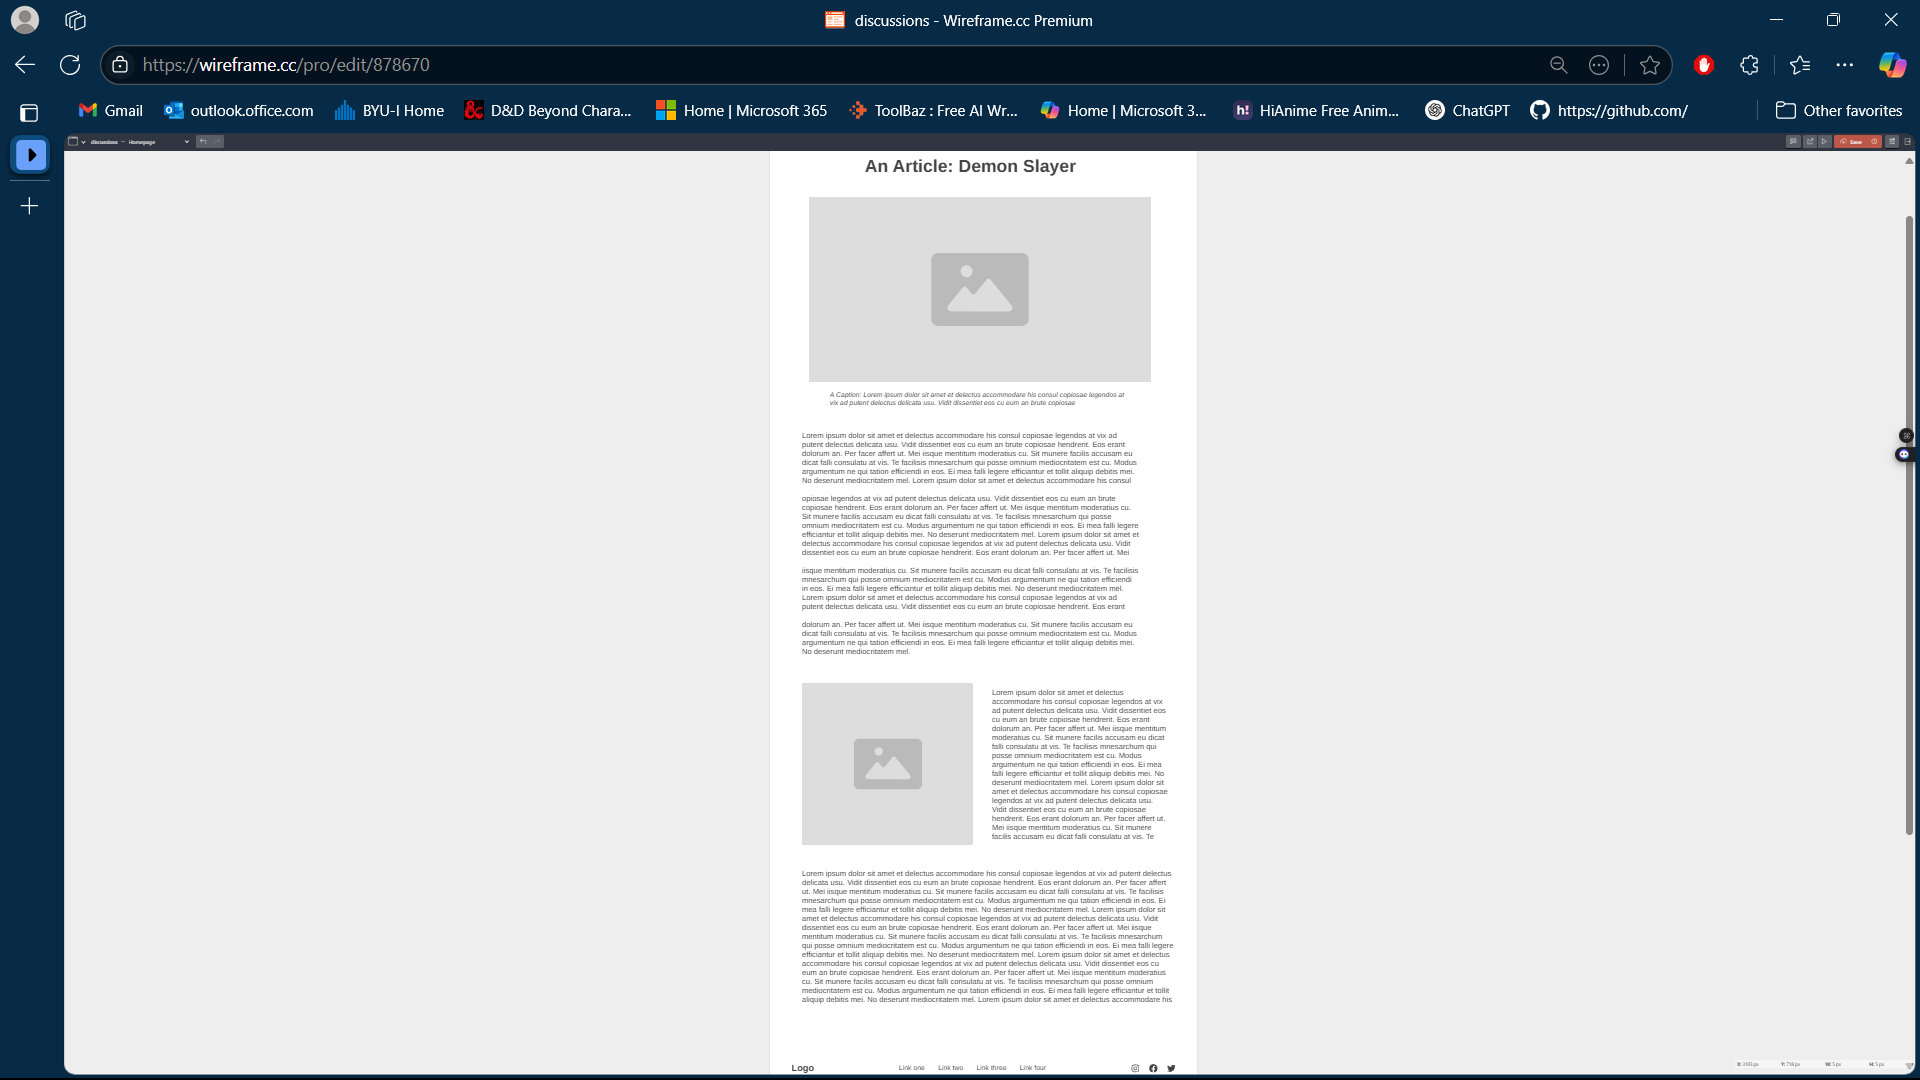 discussions - Wireframe.cc Premium
https://wireframe.cc/pro/edit/878670
Gmail
outlook.office.com
BYU-I Home
D&D Beyond Chara...
Home | Microsoft 365
ToolBaz : Free AI Wr...
Home | Microsoft 3...
HiAnime Free Anim...
ChatGPT
https://github.com/
Other favorites
discussions — Homepage
Save
An Article: Demon Slayer
A Caption: Lorem ipsum dolor sit amet et delectus accommodare his consul copiosae legendos at
vix ad putent delectus delicata usu. Vidit dissentiet eos cu eum an brute copiosae
Lorem ipsum dolor sit amet et delectus accommodare his consul copiosae legendos at vix ad
putent delectus delicata usu. Vidit dissentiet eos cu eum an brute copiosae hendrerit. Eos erant
dolorum an. Per facer affert ut. Mei iisque mentitum moderatius cu. Sit munere facilis accusam eu
dicat falli consulatu at vis. Te facilisis mnesarchum qui posse omnium mediocritatem est cu. Modus
argumentum ne qui tation efficiendi in eos. Ei mea falli legere efficiantur et tollit aliquip debitis mei.
No deserunt mediocritatem mel. Lorem ipsum dolor sit amet et delectus accommodare his consul
opiosae legendos at vix ad putent delectus delicata usu. Vidit dissentiet eos cu eum an brute
copiosae hendrerit. Eos erant dolorum an. Per facer affert ut. Mei iisque mentitum moderatius cu.
Sit munere facilis accusam eu dicat falli consulatu at vis. Te facilisis mnesarchum qui posse
omnium mediocritatem est cu. Modus argumentum ne qui tation efficiendi in eos. Ei mea falli legere
efficiantur et tollit aliquip debitis mei. No deserunt mediocritatem mel. Lorem ipsum dolor sit amet et
delectus accommodare his consul copiosae legendos at vix ad putent delectus delicata usu. Vidit
dissentiet eos cu eum an brute copiosae hendrerit. Eos erant dolorum an. Per facer affert ut. Mei
iisque mentitum moderatius cu. Sit munere facilis accusam eu dicat falli consulatu at vis. Te facilisis
mnesarchum qui posse omnium mediocritatem est cu. Modus argumentum ne qui tation efficiendi
in eos. Ei mea falli legere efficiantur et tollit aliquip debitis mei. No deserunt mediocritatem mel.
Lorem ipsum dolor sit amet et delectus accommodare his consul copiosae legendos at vix ad
putent delectus delicata usu. Vidit dissentiet eos cu eum an brute copiosae hendrerit. Eos erant
dolorum an. Per facer affert ut. Mei iisque mentitum moderatius cu. Sit munere facilis accusam eu
dicat falli consulatu at vis. Te facilisis mnesarchum qui posse omnium mediocritatem est cu. Modus
argumentum ne qui tation efficiendi in eos. Ei mea falli legere efficiantur et tollit aliquip debitis mei.
No deserunt mediocritatem mel.
Lorem ipsum dolor sit amet et delectus
accommodare his consul copiosae legendos at vix
ad putent delectus delicata usu. Vidit dissentiet eos
cu eum an brute copiosae hendrerit. Eos erant
dolorum an. Per facer affert ut. Mei iisque mentitum
moderatius cu. Sit munere facilis accusam eu dicat
falli consulatu at vis. Te facilisis mnesarchum qui
posse omnium mediocritatem est cu. Modus
argumentum ne qui tation efficiendi in eos. Ei mea
falli legere efficiantur et tollit aliquip debitis mei. No
deserunt mediocritatem mel. Lorem ipsum dolor sit
amet et delectus accommodare his consul copiosae
legendos at vix ad putent delectus delicata usu.
Vidit dissentiet eos cu eum an brute copiosae
hendrerit. Eos erant dolorum an. Per facer affert ut.
Mei iisque mentitum moderatius cu. Sit munere
facilis accusam eu dicat falli consulatu at vis. Te
Lorem ipsum dolor sit amet et delectus accommodare his consul copiosae legendos at vix ad putent delectus
delicata usu. Vidit dissentiet eos cu eum an brute copiosae hendrerit. Eos erant dolorum an. Per facer affert
ut. Mei iisque mentitum moderatius cu. Sit munere facilis accusam eu dicat falli consulatu at vis. Te facilisis
mnesarchum qui posse omnium mediocritatem est cu. Modus argumentum ne qui tation efficiendi in eos. Ei
mea falli legere efficiantur et tollit aliquip debitis mei. No deserunt mediocritatem mel. Lorem ipsum dolor sit
amet et delectus accommodare his consul copiosae legendos at vix ad putent delectus delicata usu. Vidit
dissentiet eos cu eum an brute copiosae hendrerit. Eos erant dolorum an. Per facer affert ut. Mei iisque
mentitum moderatius cu. Sit munere facilis accusam eu dicat falli consulatu at vis. Te facilisis mnesarchum
qui posse omnium mediocritatem est cu. Modus argumentum ne qui tation efficiendi in eos. Ei mea falli legere
efficiantur et tollit aliquip debitis mei. No deserunt mediocritatem mel. Lorem ipsum dolor sit amet et delectus
accommodare his consul copiosae legendos at vix ad putent delectus delicata usu. Vidit dissentiet eos cu
eum an brute copiosae hendrerit. Eos erant dolorum an. Per facer affert ut. Mei iisque mentitum moderatius
cu. Sit munere facilis accusam eu dicat falli consulatu at vis. Te facilisis mnesarchum qui posse omnium
mediocritatem est cu. Modus argumentum ne qui tation efficiendi in eos. Ei mea falli legere efficiantur et tollit
aliquip debitis mei. No deserunt mediocritatem mel. Lorem ipsum dolor sit amet et delectus accommodare his
Logo
Link one
Link two
Link three
Link four